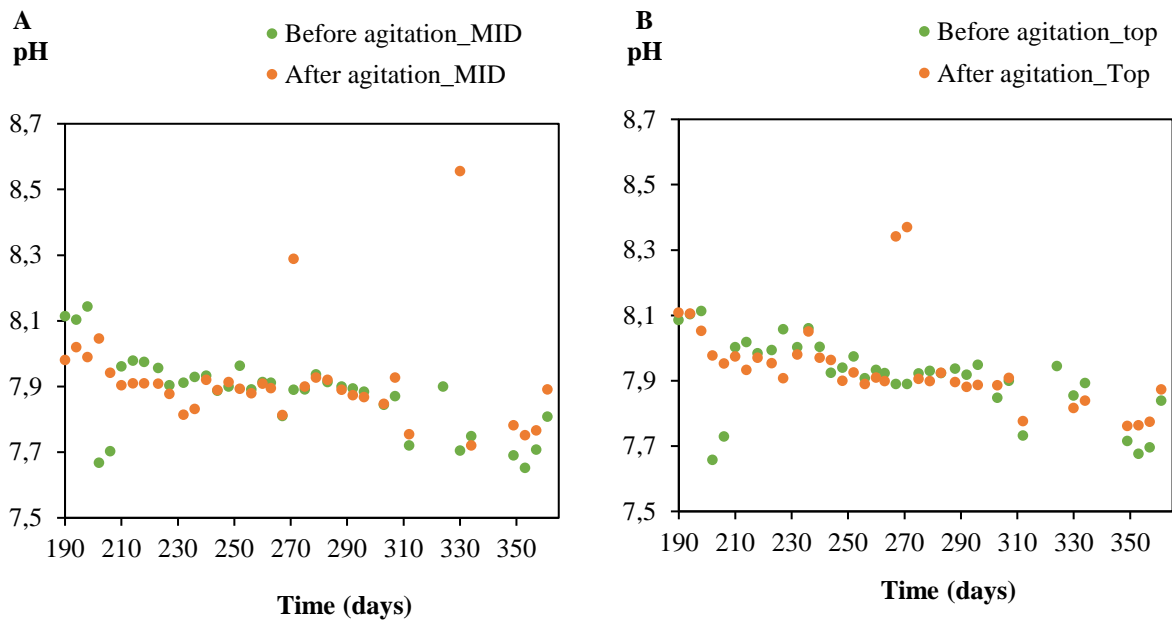 A
pH
Before agitation_MID
After agitation_MID
8,7
8,5
8,3
8,1
7,9
7,7
7,5
190 210 230 250 270 290 310 330 350
Time (days)
B
pH
Before agitation_top
After agitation_Top
8,7
8,5
8,3
8,1
7,9
7,7
7,5
190 210 230 250 270 290 310 330 350
Time (days)